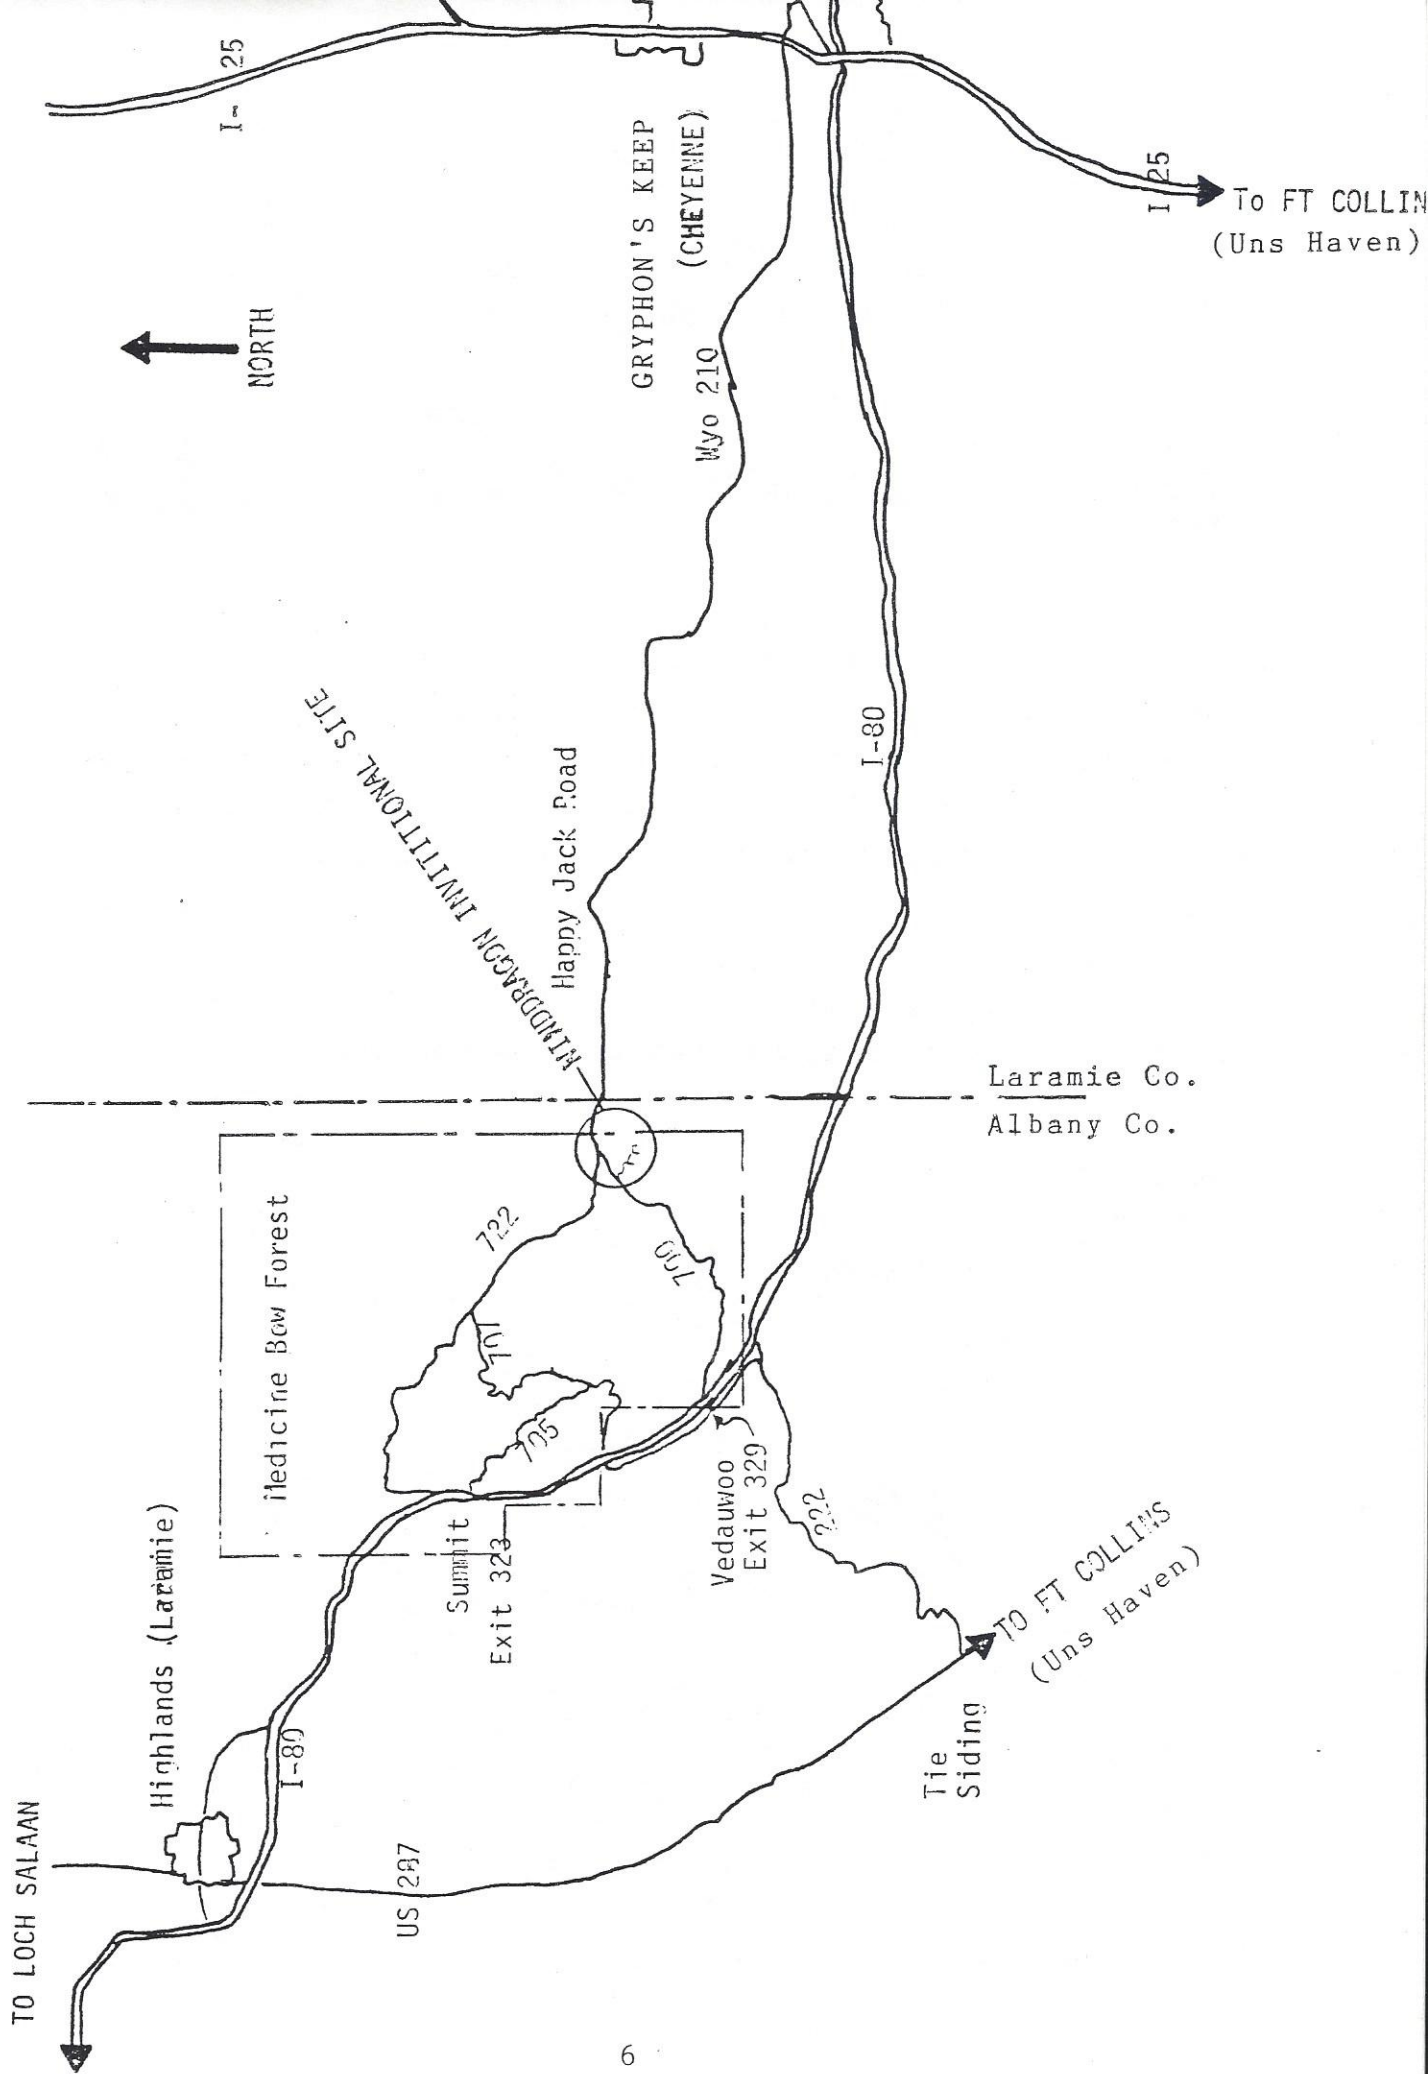 TO LOCH SALAAN
Highlands (Laramie)
I-80
US 287
Medicine Bow Forest
Summit
Exit 323
Vedauwoo
Exit 329
722
701
705
700
222
Tie
Siding
TO FT COLLINS
(Uns Haven)
Laramie Co.
Albany Co.
WINDDRAGON INVITITIONAL SITE
Happy Jack Road
I-80
Wyo 210
NORTH
GRYPHON'S KEEP
(CHEYENNE)
I- 25
I 25
To FT COLLIN
(Uns Haven)
6